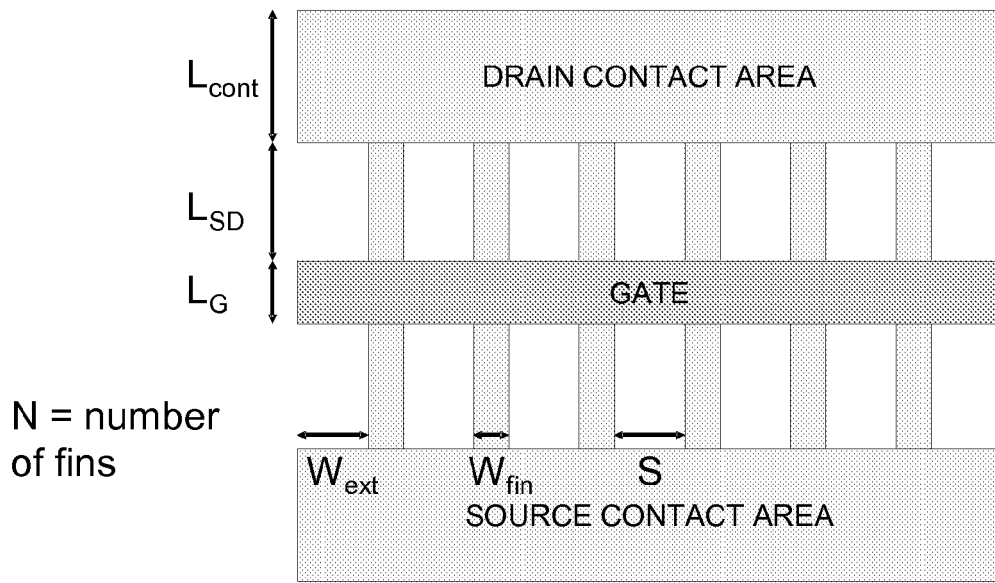 DRAIN CONTACT AREA
L_cont
L_SD
L_G
GATE
N = number
of fins
W_ext
W_fin
S
SOURCE CONTACT AREA